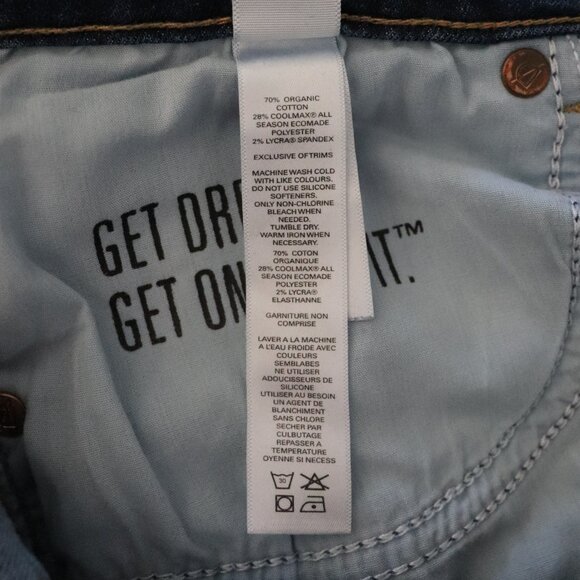 70% ORGANIC
COTTON
28% COOLMAX® ALL
SEASON ECOMADE
POLYESTER
2% LYCRA® SPANDEX
EXCLUSIVE OF TRIMS
MACHINE WASH COLD
WITH LIKE COLOURS.
DO NOT USE SILICONE
SOFTENERS.
ONLY NON-CHLORINE
BLEACH WHEN
NEEDED.
TUMBLE DRY.
WARM IRON WHEN
NECESSARY.
70% COTON
ORGANIQUE
28% COOLMAX® ALL
SEASON ECOMADE
POLYESTER
2% LYCRA®
ELASTHANNE
GARNITURE NON
COMPRISE
LAVER A LA MACHINE
A L'EAU FROIDE AVEC
COULEURS
SEMBLABES
NE UTILISER
ADOUCISSEURS DE
SILICONE
UTILISER AU BESOIN
UN AGENT DE
BLANCHIMENT
SANS CHLORE
SECHER PAR
CULBUTAGE
REPASSER A
TEMPERATURE
OYENNE SI NECESS
30
GET
GET ON IT.™